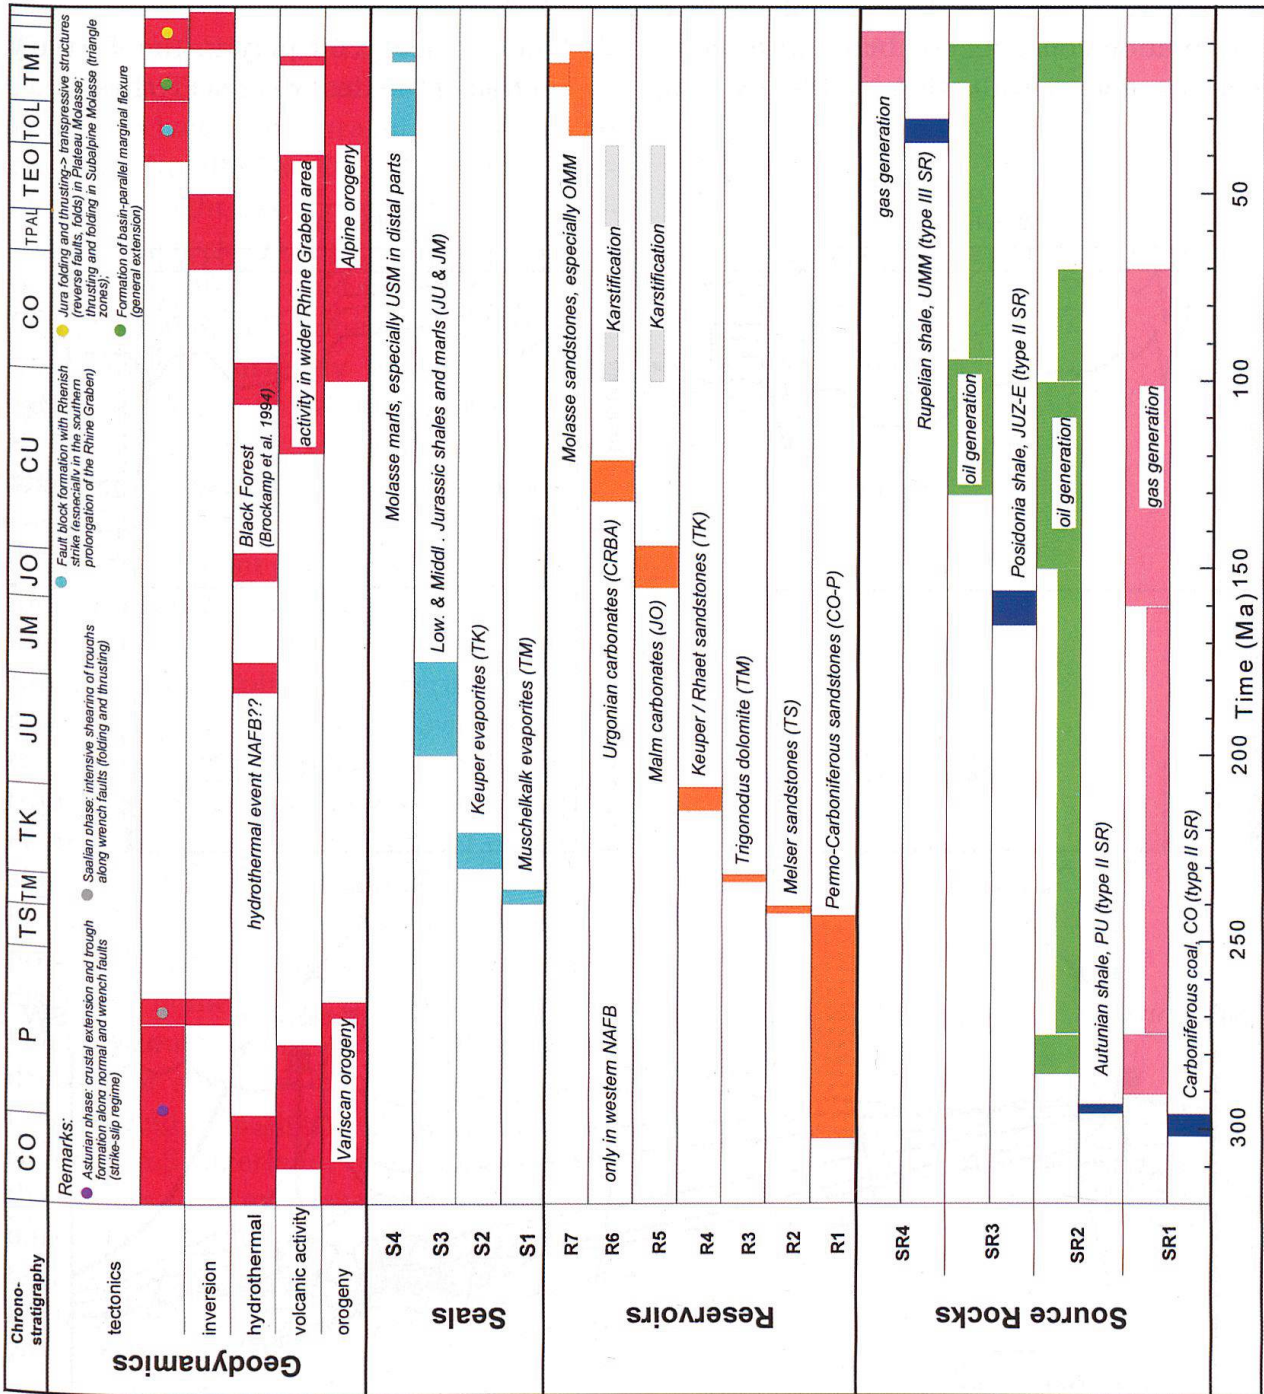 Chrono-
stratigraphy
CO
P
TS
TM
TK
JU
JM
JO
CU
CO
TPAL
TEO
TOL
TMI
Geodynamics
tectonics
Remarks:
Asturian phase: crustal extension and trough
formation along normal and wrench faults
(strike-slip regime)
Saalian phase: intensive shearing of troughs
along wrench faults (folding and thrusting)
Fault block formation with Rhenish
strike (especially in the southern
prolongation of the Rhine Graben)
Jura folding and thrusting-> transpressive structures
(reverse faults, folds) in Plateau Molasse;
thrusting and folding in Subalpine Molasse (triangle
zones);
Formation of basin-parallel marginal flexure
(general extension)
inversion
hydrothermal
hydrothermal event NAFB??
Black Forest
(Brockamp et al. 1994)
volcanic activity
activity in wider Rhine Graben area
orogeny
Variscan orogeny
Alpine orogeny
Seals
S4
Molasse marls, especially USM in distal parts
S3
Low. & Middl . Jurassic shales and marls (JU & JM)
S2
Keuper evaporites (TK)
S1
Muschelkalk evaporites (TM)
Reservoirs
R7
Molasse sandstones, especially OMM
R6
only in western NAFB
Urgonian carbonates (CRBA)
Karstification
R5
Malm carbonates (JO)
Karstification
R4
Keuper / Rhaet sandstones (TK)
R3
Trigonodus dolomite (TM)
R2
Melser sandstones (TS)
R1
Permo-Carboniferous sandstones (CO-P)
Source Rocks
SR4
gas generation
Rupelian shale, UMM (type III SR)
SR3
oil generation
Posidonia shale, JUZ-E (type II SR)
SR2
oil generation
Autunian shale, PU (type II SR)
SR1
gas generation
Carboniferous coal, CO (type II SR)
300
250
200
150
100
50
Time (Ma)